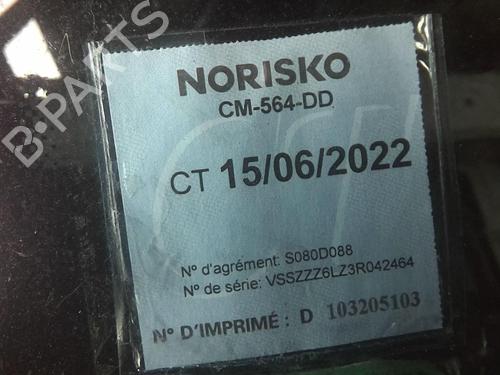 B-PARTS
NORISKO
CM-564-DD
CT 15/06/2022
N° d'agrément: S080D088
N° de série: VSSZZZ6LZ3R042464
N° D'IMPRIMÉ : D 103205103